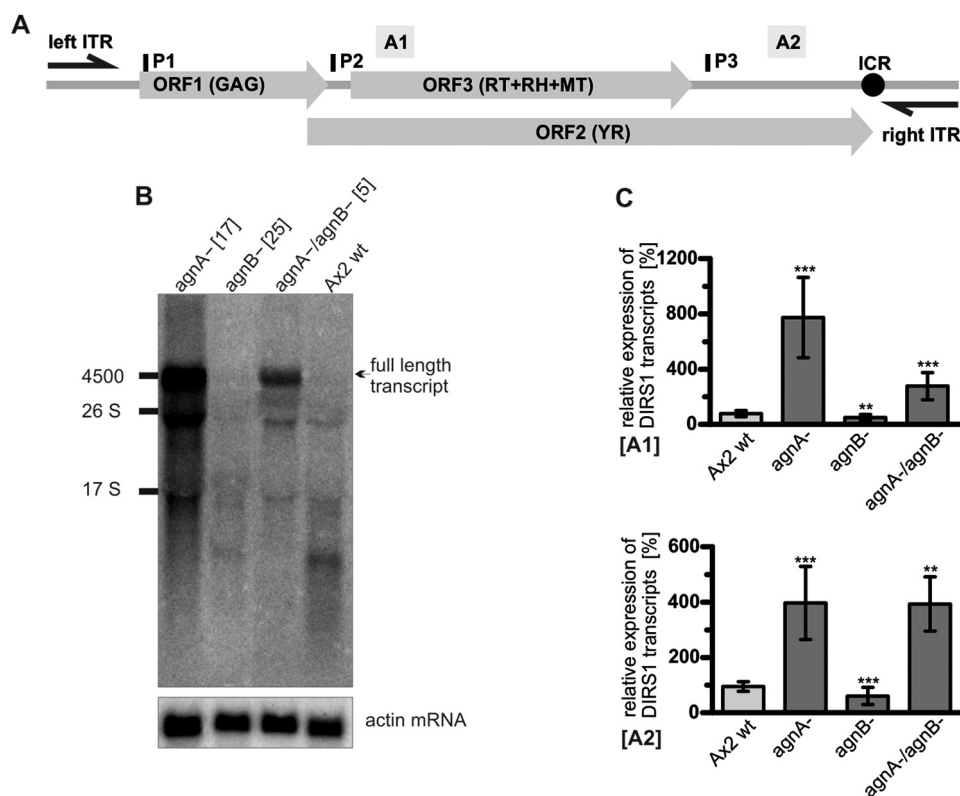 A
left ITR
P1
P2
A1
P3
A2
ICR
ORF1 (GAG)
ORF3 (RT+RH+MT)
ORF2 (YR)
right ITR
B
agnA– [17]
agnB– [25]
agnA–/agnB– [5]
Ax2 wt
4500
26 S
17 S
full length
transcript
actin mRNA
C
relative expression of
DIRS1 transcripts [%]
1200
800
400
0
***
**
***
[A1]
Ax2 wt
agnA-
agnB-
agnA-/agnB-
relative expression of
DIRS1 transcripts [%]
600
400
200
0
***
***
**
[A2]
Ax2 wt
agnA-
agnB-
agnA-/agnB-